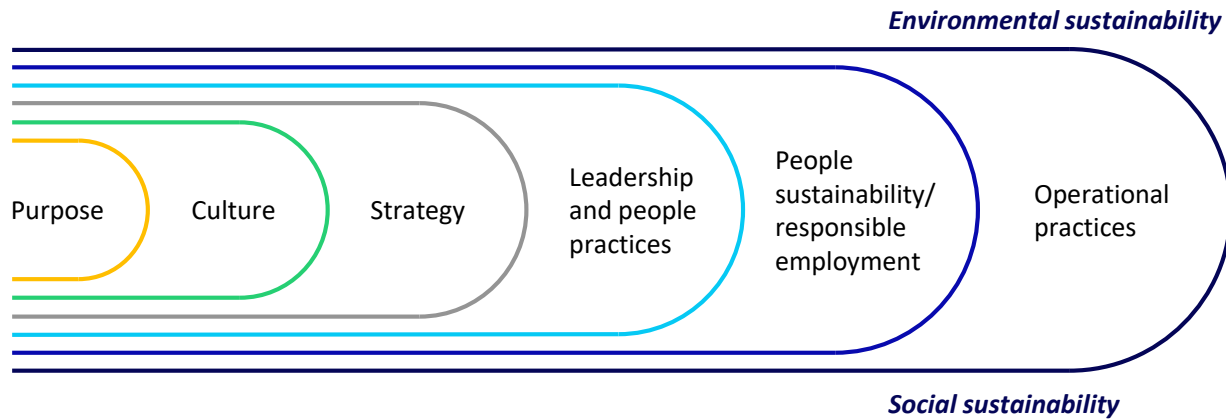 Environmental sustainability
Purpose
Culture
Strategy
Leadership
and people
practices
People
sustainability/
responsible
employment
Operational
practices
Social sustainability